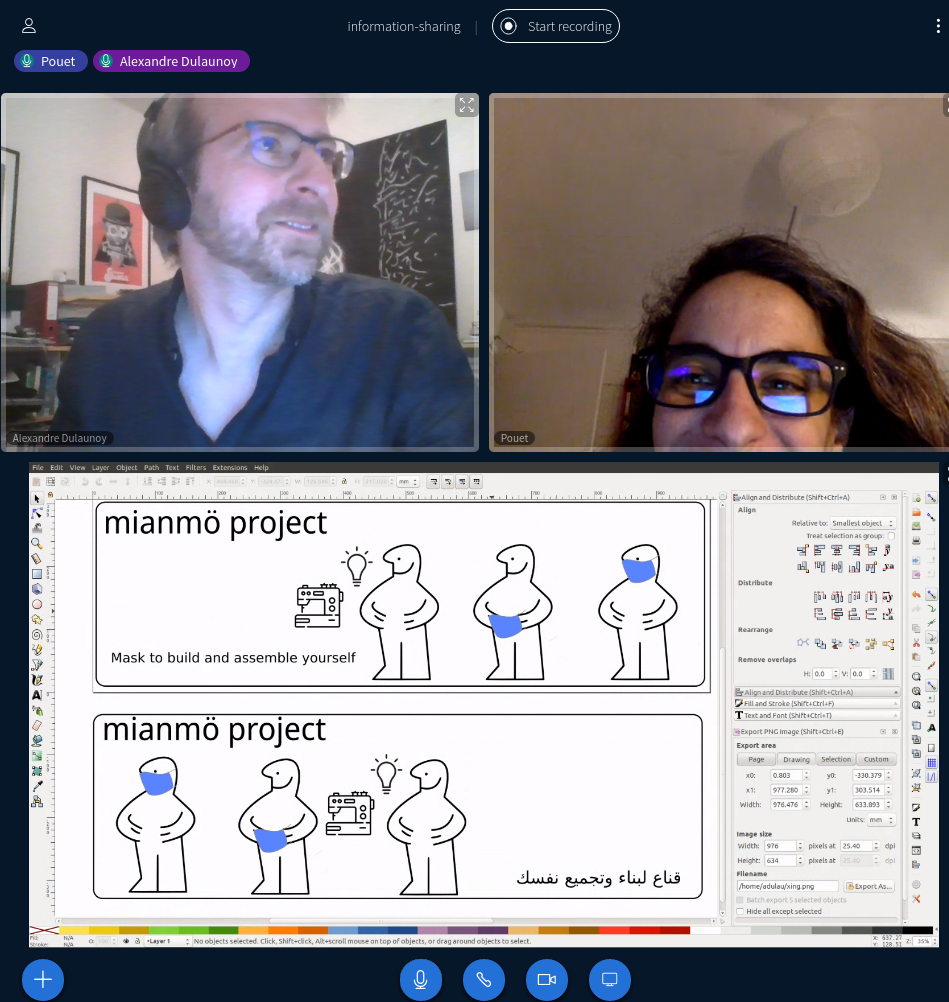 information-sharing
Start recording
Pouet
Alexandre Dulaunoy
Alexandre Dulaunoy
Pouet
File Edit View Layer Object Path Text Filters Extensions Help
mm
mianmö project
Mask to build and assemble yourself
mianmö project
قناع لبناء وتجميع نفسك
Align and Distribute (Shift+Ctrl+A)
Align
Relative to: Smallest object
Treat selection as group:
Distribute
Rearrange
Remove overlaps
H: 0.0 V: 0.0
Align and Distribute (Shift+Ctrl+A)
Fill and Stroke (Shift+Ctrl+F)
Text and Font (Shift+Ctrl+T)
Export PNG Image (Shift+Ctrl+E)
Export area
Page Drawing Selection Custom
x0: 0.803 y0: -330.379
x1: 977.280 y1: 303.514
Width: 976.476 Height: 633.893
Units: mm
Image size
Width: 976 pixels at 25.40 dpi
Height: 634 pixels at 25.40 dpi
Filename
/home/adulau/xing.png Export As...
Batch export 5 selected objects
Hide all except selected
Fill: N/A
Stroke: N/A
O:
Layer 1
No objects selected. Click, Shift+click, Alt+scroll mouse on top of objects, or drag around objects to select.
X: 637.27
Y: 128.51
Z: 35%